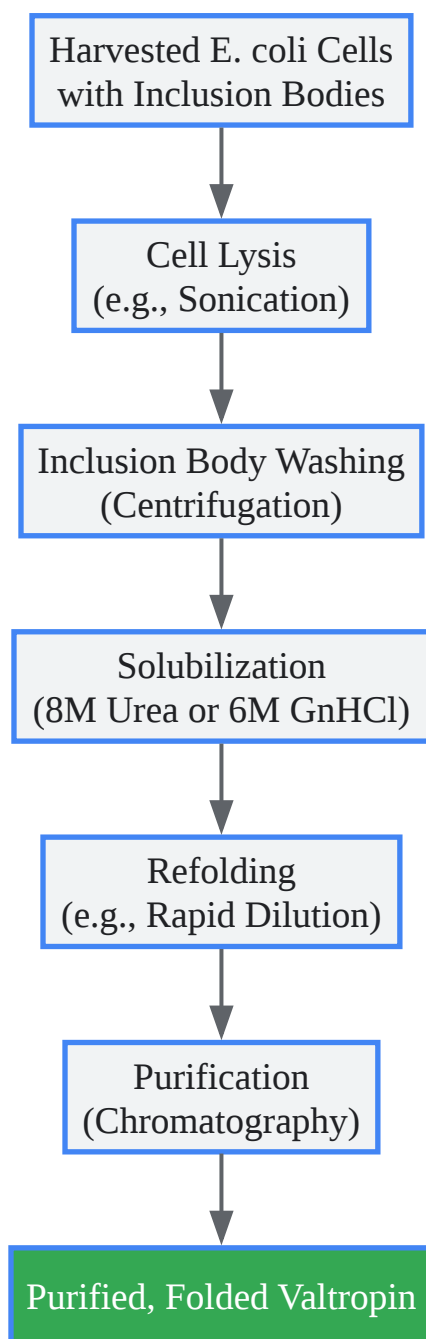 Harvested E. coli Cells
with Inclusion Bodies
Cell Lysis
(e.g., Sonication)
Inclusion Body Washing
(Centrifugation)
Solubilization
(8M Urea or 6M GnHCl)
Refolding
(e.g., Rapid Dilution)
Purification
(Chromatography)
Purified, Folded Valtropin